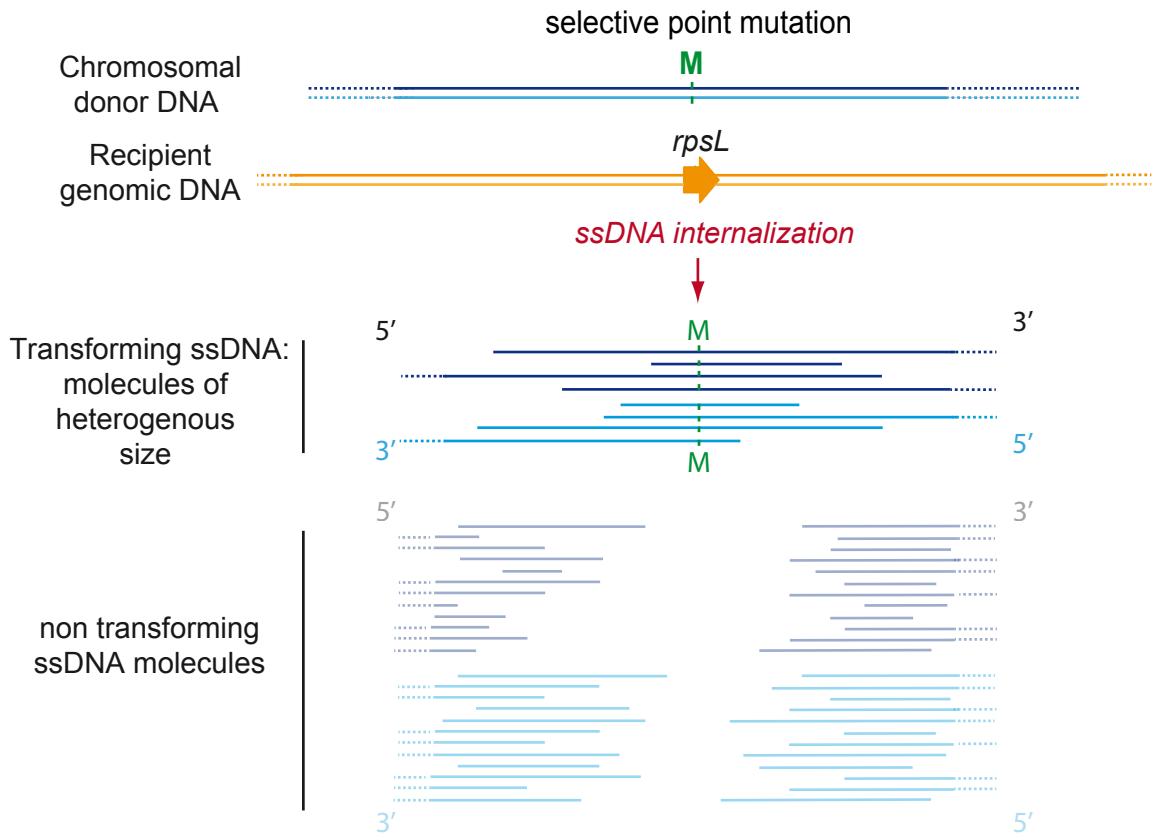 selective point mutation
M
Chromosomal
donor DNA
rpsL
Recipient
genomic DNA
ssDNA internalization
5′
M
3′
Transforming ssDNA:
molecules of
heterogenous
size
3′
M
5′
5′
3′
non transforming
ssDNA molecules
3′
5′